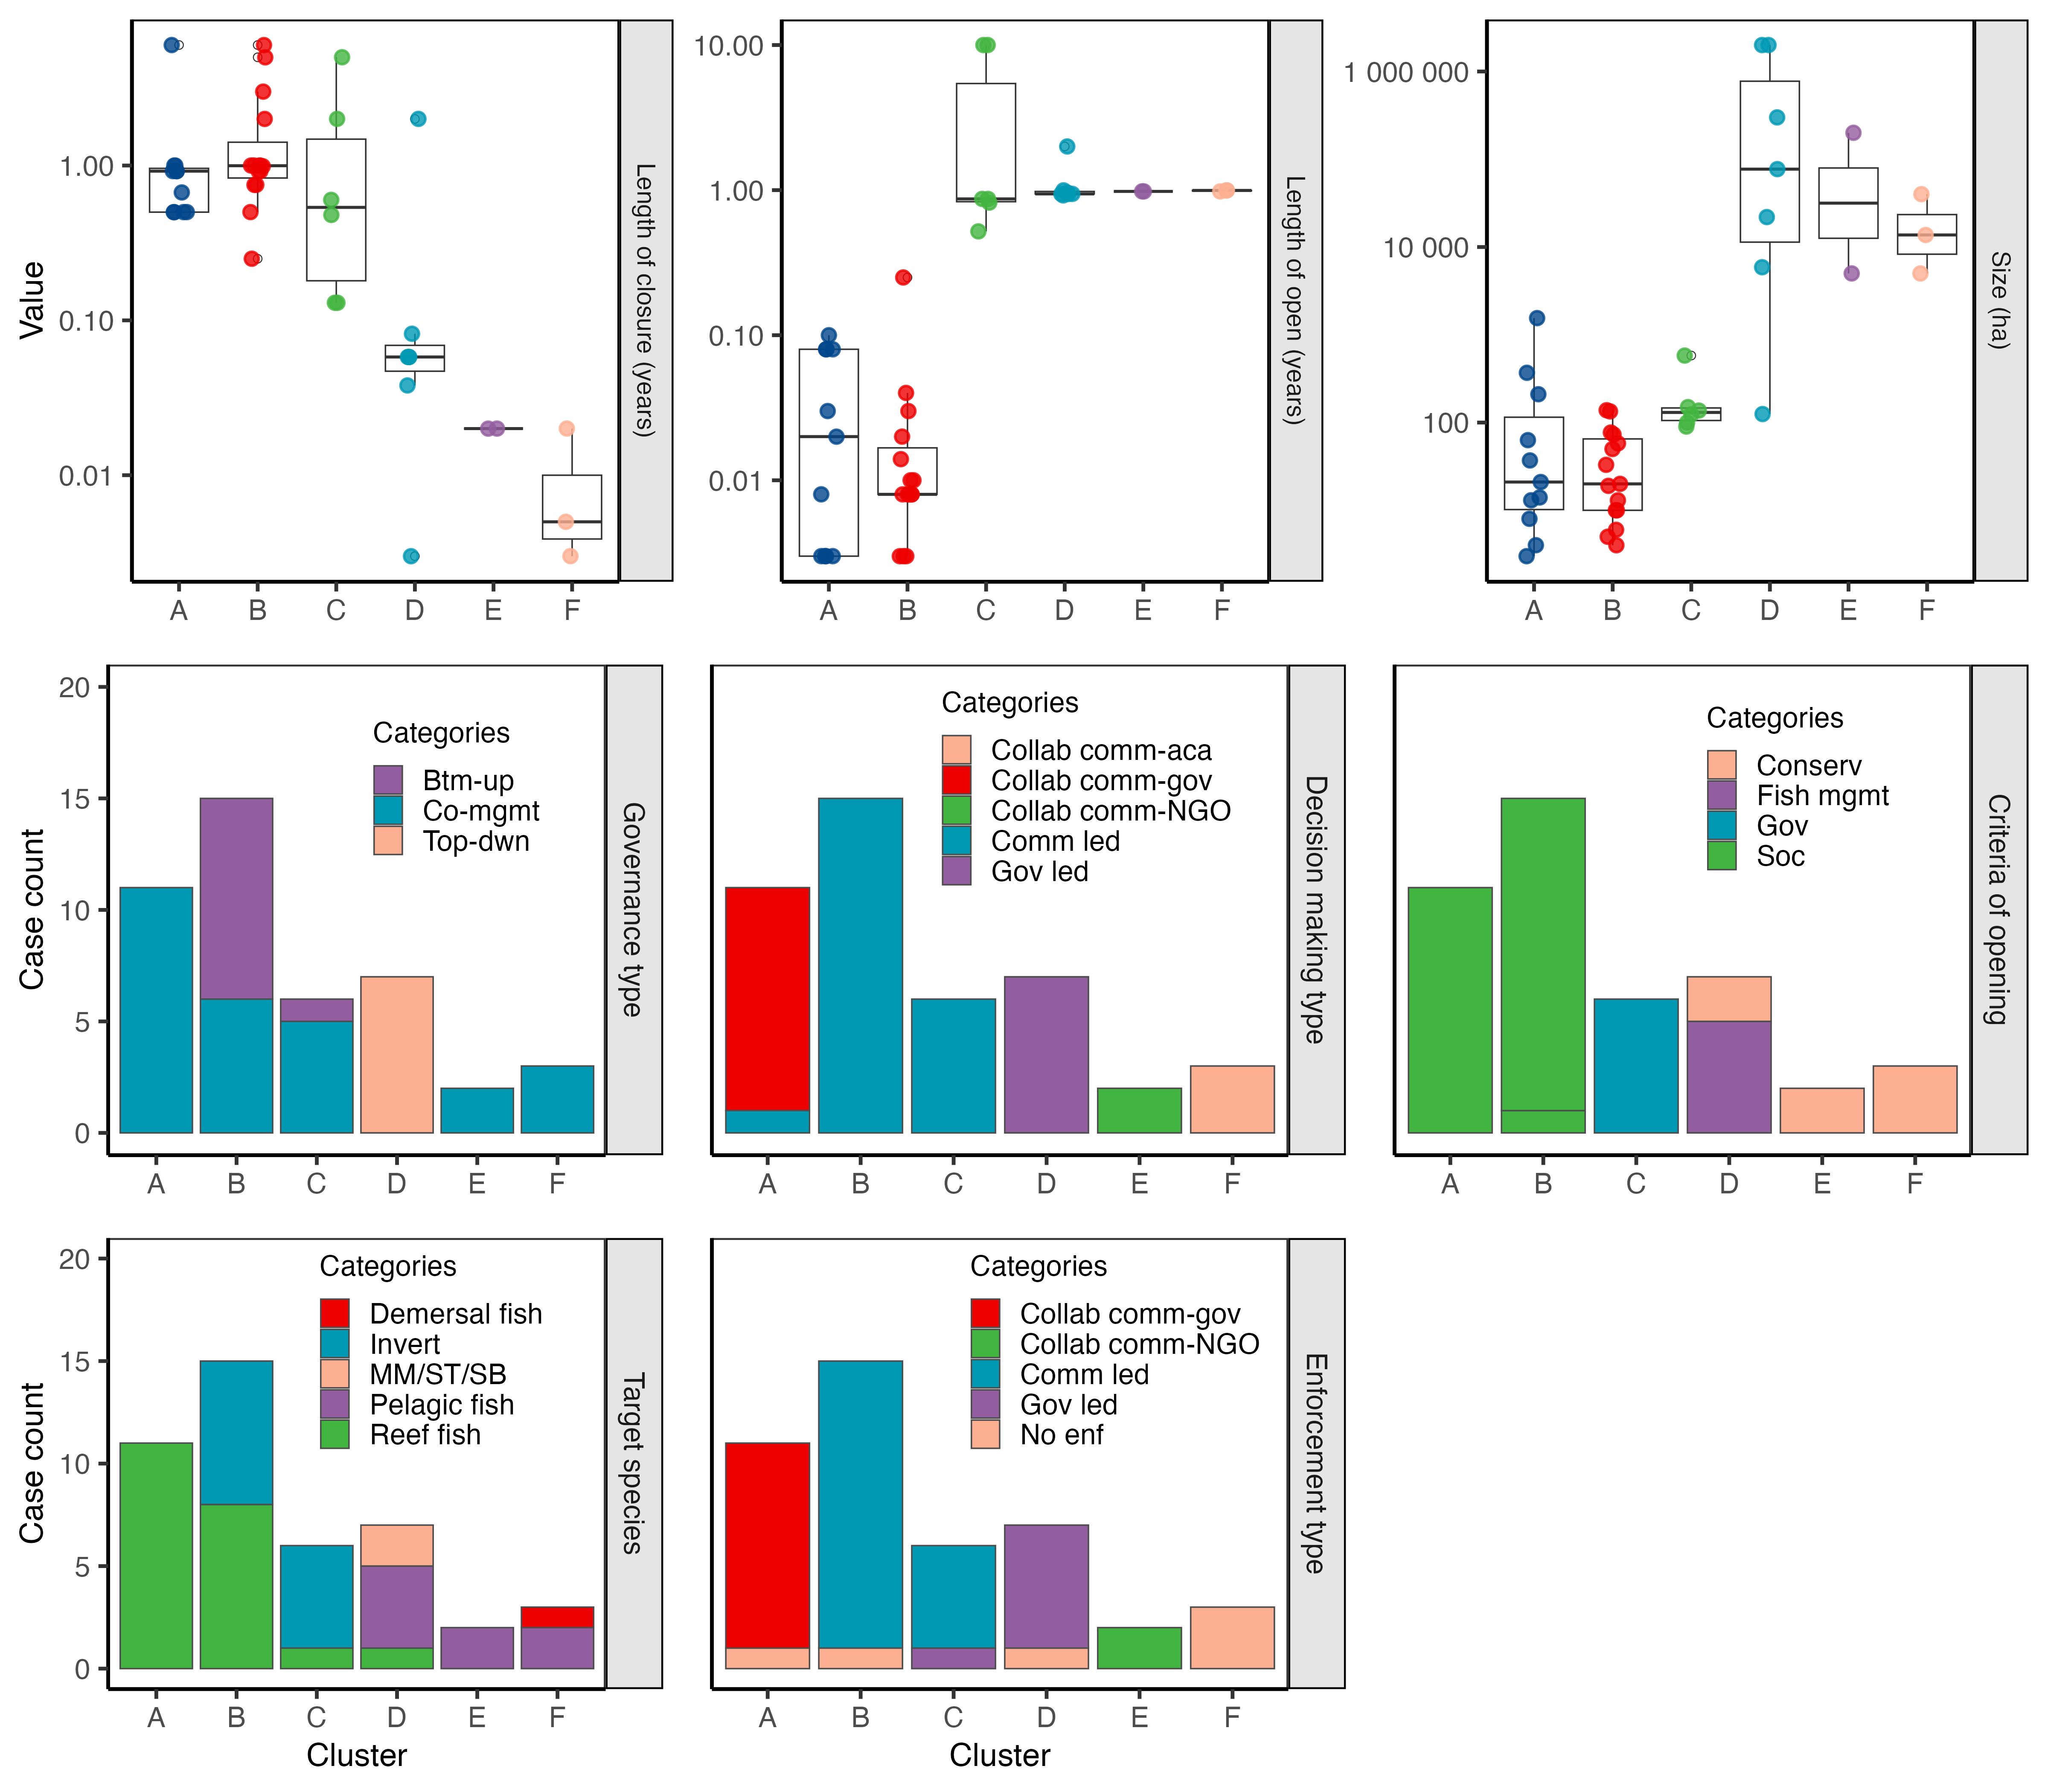 Value
1.00
0.10
0.01
A B C D E F
Length of closure (years)
10.00
1.00
0.10
0.01
A B C D E F
Length of open (years)
1 000 000
10 000
100
A B C D E F
Size (ha)
Case count
20
15
10
5
0
Categories
Btm-up
Co-mgmt
Top-dwn
A B C D E F
Governance type
Categories
Collab comm-aca
Collab comm-gov
Collab comm-NGO
Comm led
Gov led
A B C D E F
Decision making type
Categories
Conserv
Fish mgmt
Gov
Soc
A B C D E F
Criteria of opening
Case count
20
15
10
5
0
Categories
Demersal fish
Invert
MM/ST/SB
Pelagic fish
Reef fish
A B C D E F
Cluster
Target species
Categories
Collab comm-gov
Collab comm-NGO
Comm led
Gov led
No enf
A B C D E F
Cluster
Enforcement type